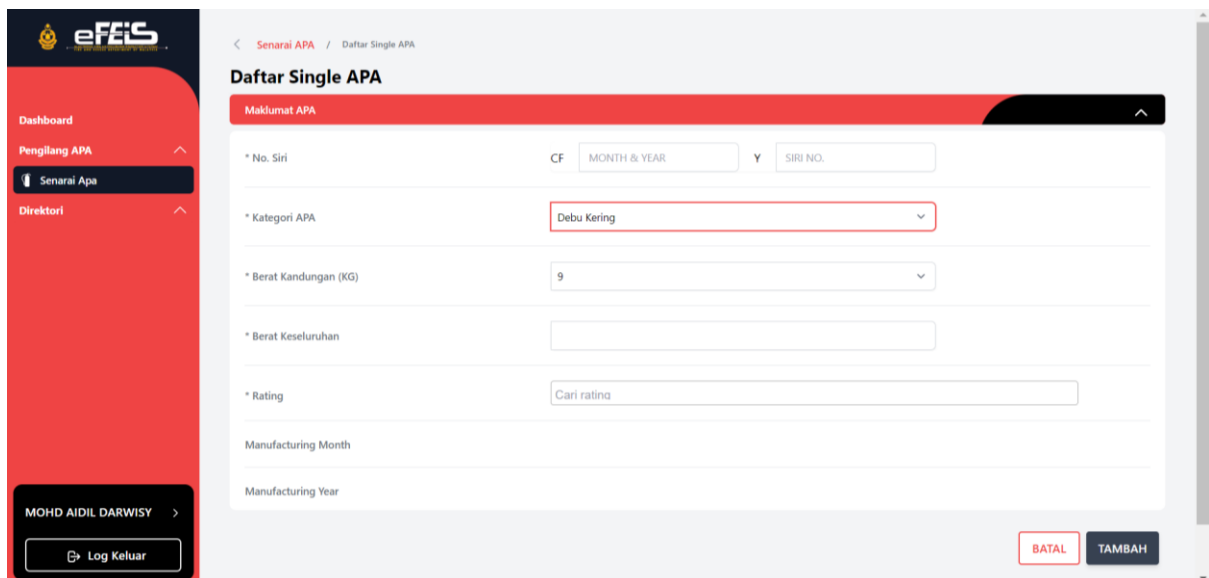 eFEiS
Senarai APA / Daftar Single APA
Daftar Single APA
Maklumat APA
Dashboard
Pengilang APA
Senarai Apa
Direktori
* No. Siri CF MONTH & YEAR Y SIRI NO.
* Kategori APA Debu Kering
* Berat Kandungan (KG) 9
* Berat Keseluruhan
* Rating Cari rating
Manufacturing Month
Manufacturing Year
MOHD AIDIL DARWISY
Log Keluar
BATAL TAMBAH